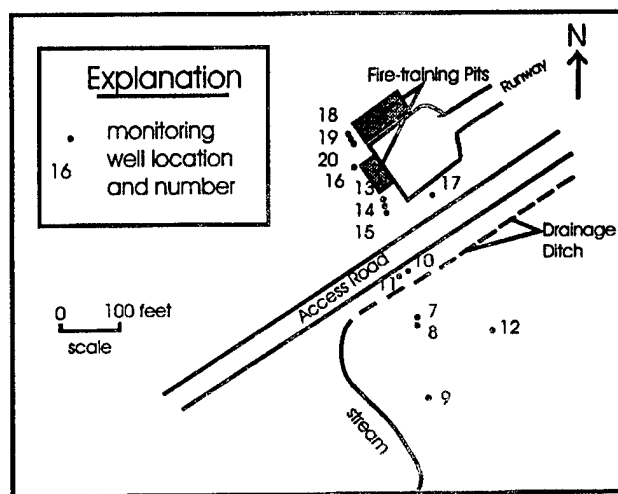 Explanation
monitoring
16 well location
and number
N
Fire-training Pits
Runway
18
19
20
16
13
14
15
17
Drainage
Ditch
10
11
Access Road
0 100 feet
scale
7
8
12
9
stream